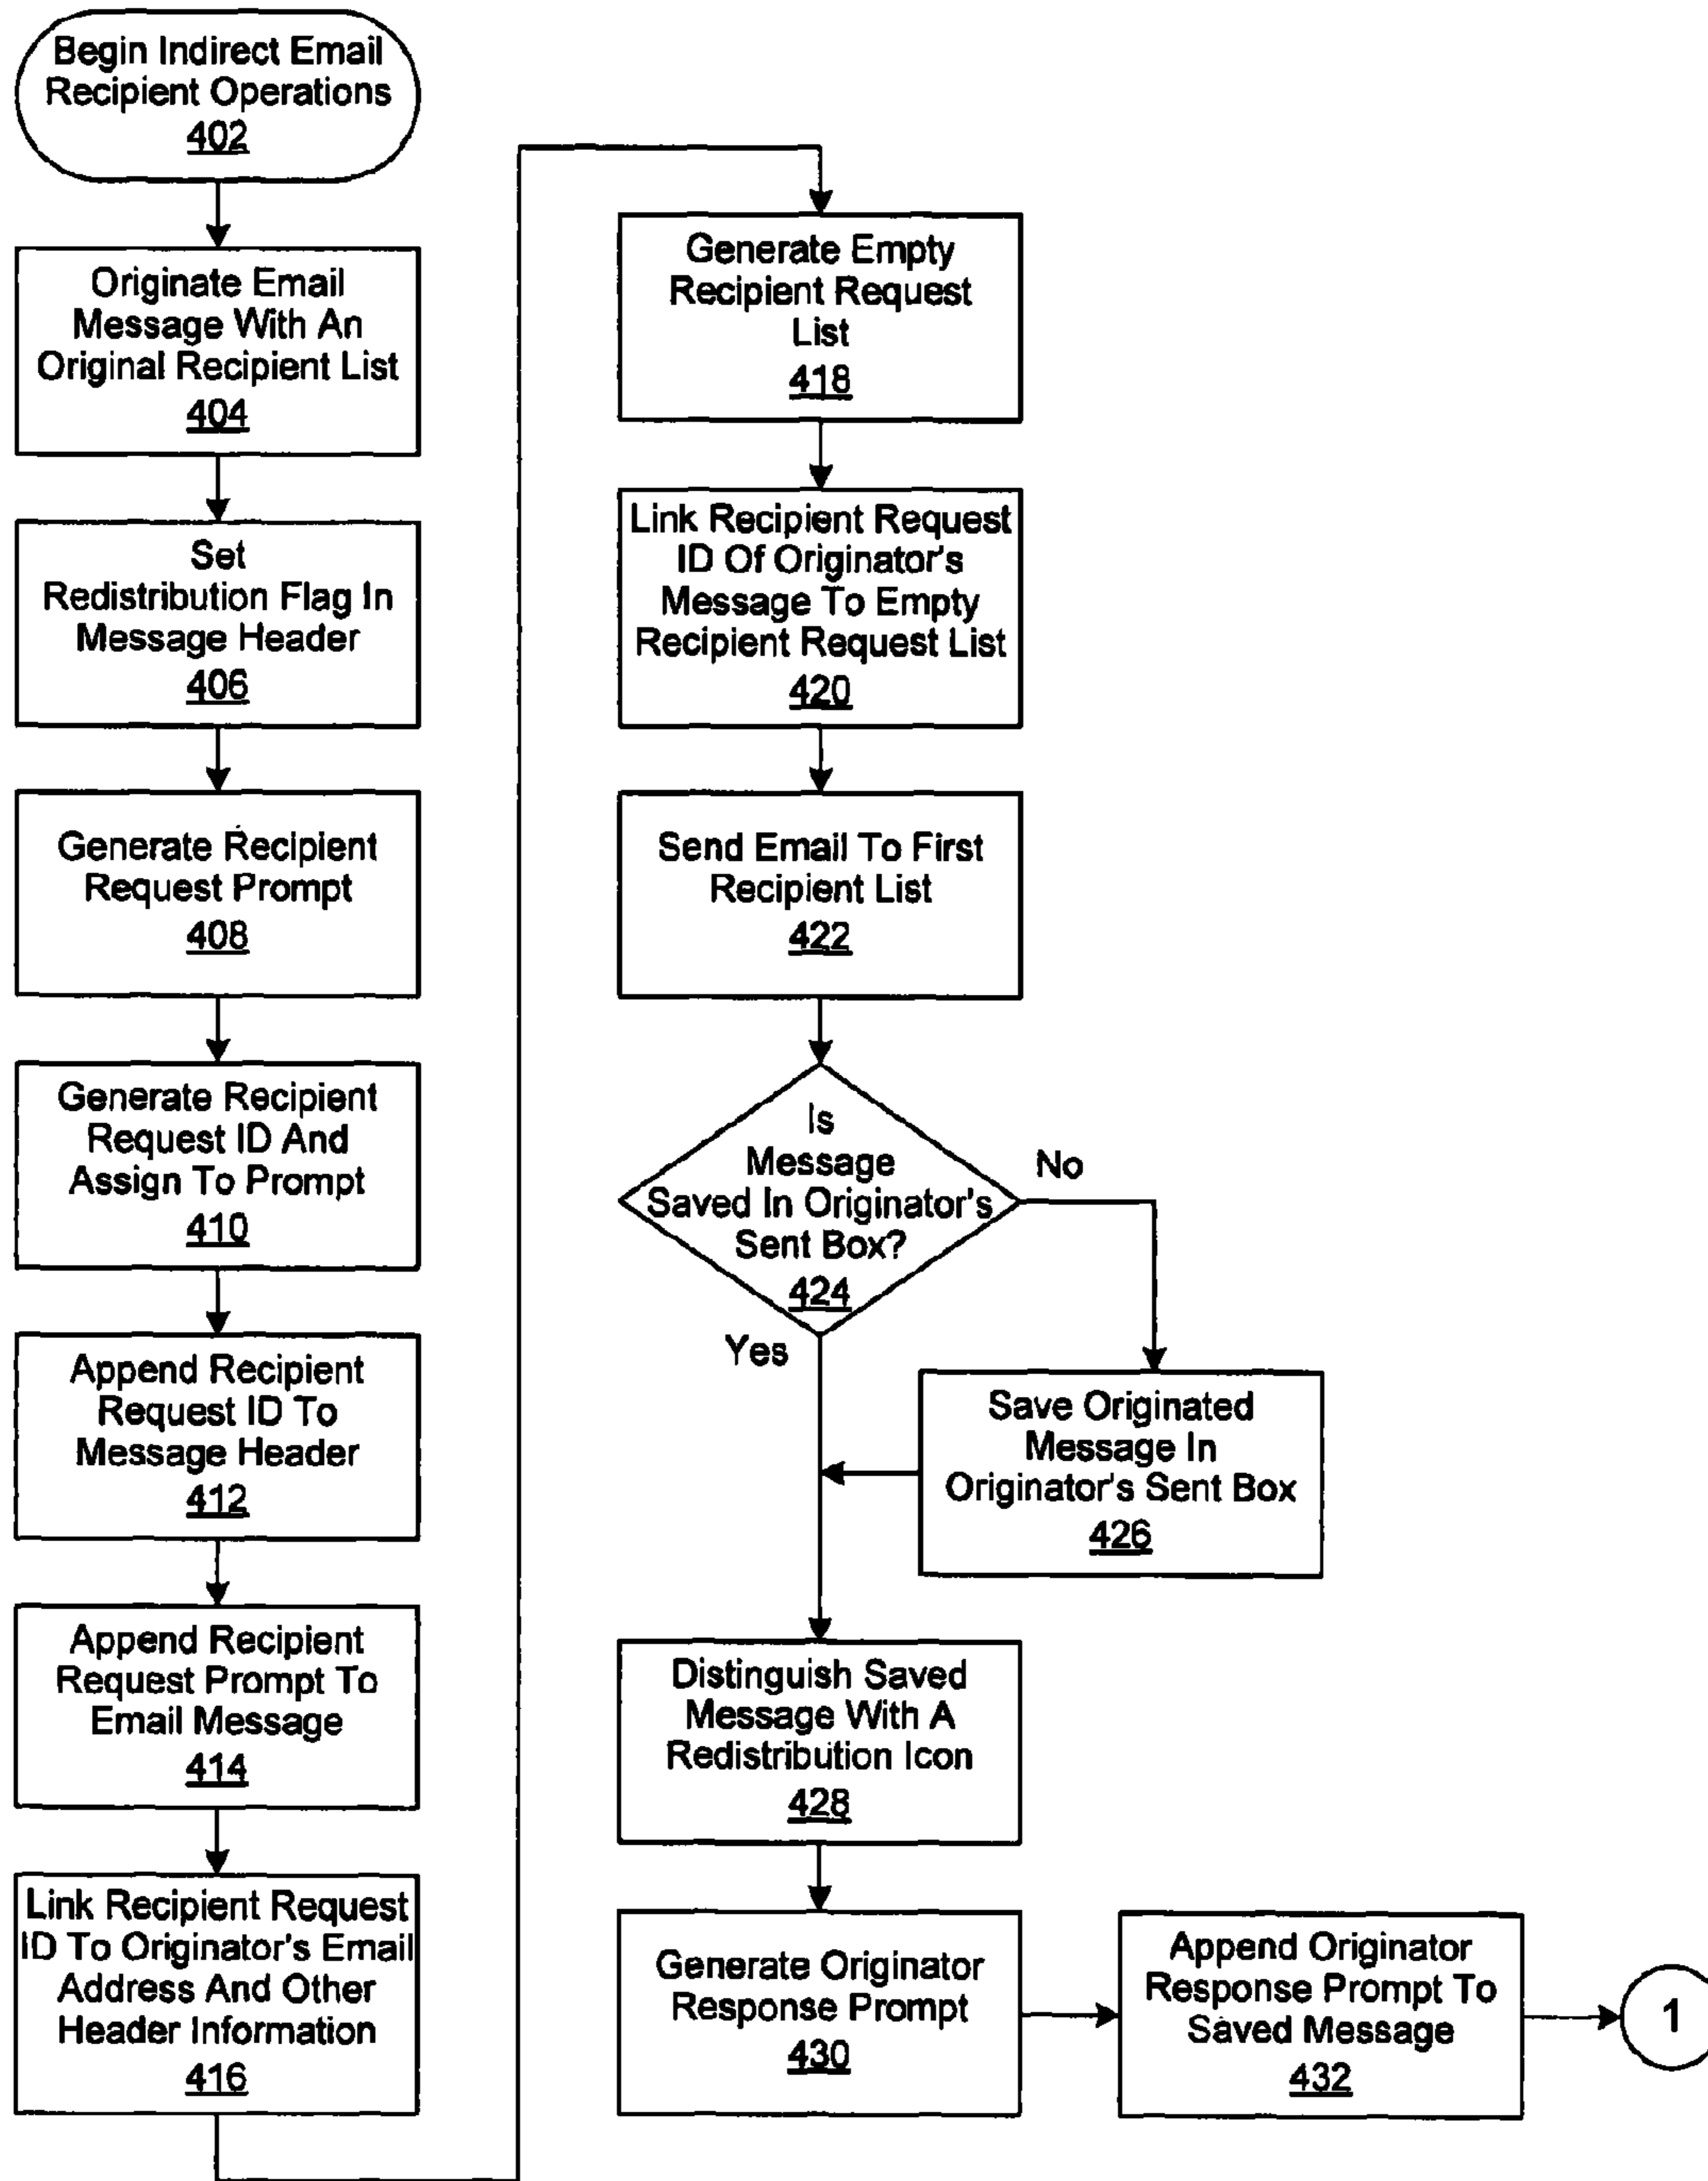 Begin Indirect Email
Recipient Operations
402
Originate Email
Message With An
Original Recipient List
404
Set
Redistribution Flag In
Message Header
406
Generate Recipient
Request Prompt
408
Generate Recipient
Request ID And
Assign To Prompt
410
Append Recipient
Request ID To
Message Header
412
Append Recipient
Request Prompt To
Email Message
414
Link Recipient Request
ID To Originator's Email
Address And Other
Header Information
416
Generate Empty
Recipient Request
List
418
Link Recipient Request
ID Of Originator's
Message To Empty
Recipient Request List
420
Send Email To First
Recipient List
422
Is
Message
Saved In Originator's
Sent Box?
424
No
Yes
Save Originated
Message In
Originator's Sent Box
426
Distinguish Saved
Message With A
Redistribution Icon
428
Generate Originator
Response Prompt
430
Append Originator
Response Prompt To
Saved Message
432
1